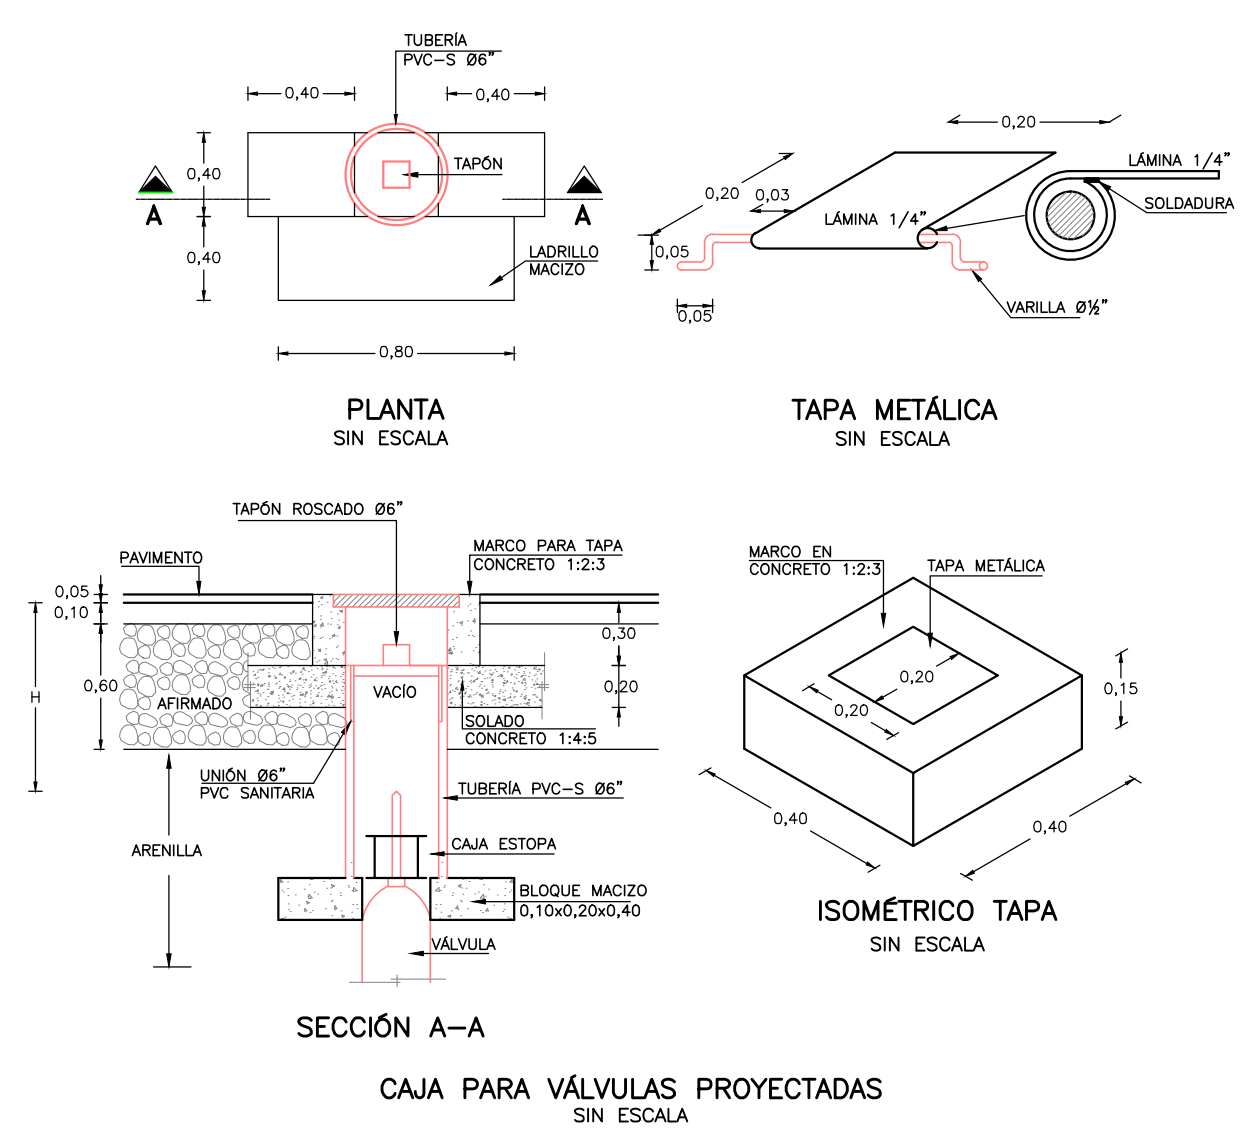 TUBERÍA
PVC-S Ø6"
0,40
0,40
0,40
TAPÓN
A
A
0,40
LADRILLO
MACIZO
0,80
PLANTA
SIN ESCALA
0,20
LÁMINA 1/4"
0,20
0,03
SOLDADURA
LÁMINA 1/4"
0,05
0,05
VARILLA Ø½"
TAPA METÁLICA
SIN ESCALA
TAPÓN ROSCADO Ø6"
PAVIMENTO
MARCO PARA TAPA
CONCRETO 1:2:3
0,05
0,10
0,30
0,60
H
AFIRMADO
VACÍO
0,20
SOLADO
CONCRETO 1:4:5
UNIÓN Ø6"
PVC SANITARIA
TUBERÍA PVC-S Ø6"
ARENILLA
CAJA ESTOPA
BLOQUE MACIZO
0,10x0,20x0,40
VÁLVULA
SECCIÓN A-A
MARCO EN
CONCRETO 1:2:3
TAPA METÁLICA
0,20
0,20
0,15
0,40
0,40
ISOMÉTRICO TAPA
SIN ESCALA
CAJA PARA VÁLVULAS PROYECTADAS
SIN ESCALA